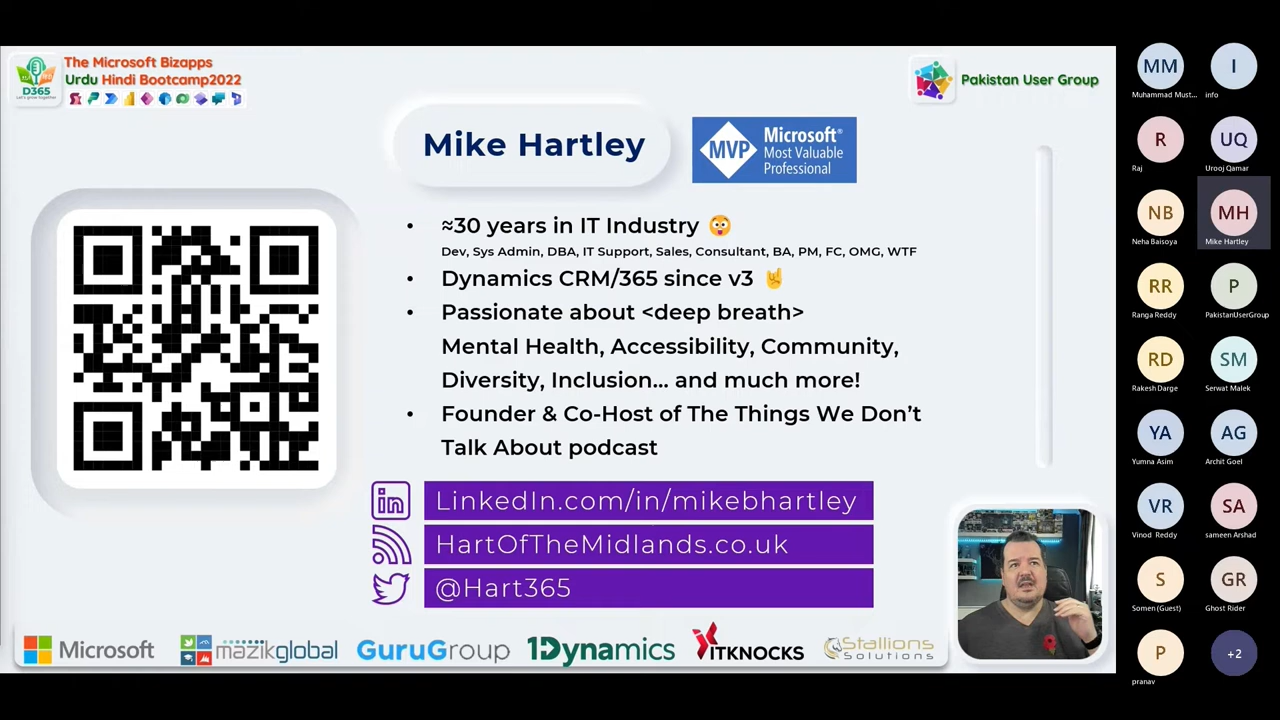 The Microsoft Bizapps
Urdu Hindi Bootcamp2022
D365
Pakistan User Group
Mike Hartley
MVP
Microsoft®
Most Valuable
Professional
• ≈30 years in IT Industry 😲
Dev, Sys Admin, DBA, IT Support, Sales, Consultant, BA, PM, FC, OMG, WTF
• Dynamics CRM/365 since v3 🤘
• Passionate about <deep breath>
Mental Health, Accessibility, Community,
Diversity, Inclusion... and much more!
• Founder & Co-Host of The Things We Don't
Talk About podcast
in
LinkedIn.com/in/mikebhartley
HartOfTheMidlands.co.uk
@Hart365
Microsoft
mazikglobal
GuruGroup
1Dynamics
ITKNOCKS
Stallions
Solutions
MM
Muhammad Must...
I
info
R
Raj
UQ
Urooj Qamar
NB
Neha Baisoya
MH
Mike Hartley
RR
Ranga Reddy
P
PakistanUserGroup
RD
Rakesh Darge
SM
Serwat Malek
YA
Yumna Asim
AG
Archit Goel
VR
Vinod Reddy
SA
sameen Arshad
S
Somen (Guest)
GR
Ghost Rider
P
pranav
+2